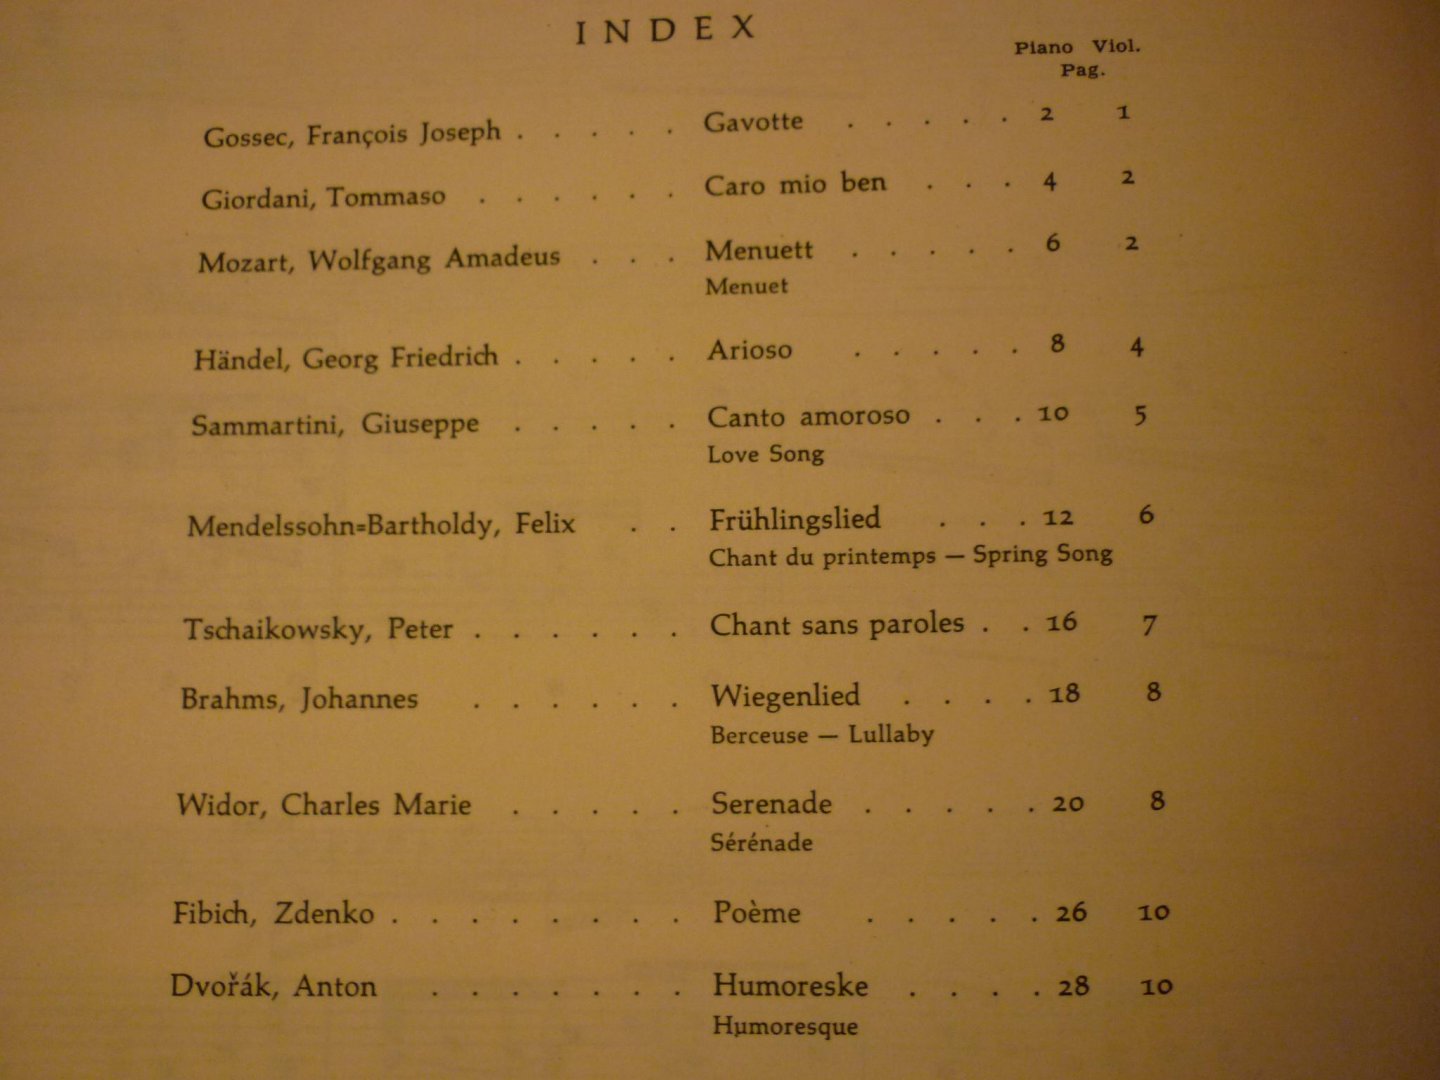 INDEX
Piano Viol.
Pag.
Gossec, François Joseph . . . . . Gavotte . . . . . 2 1
Giordani, Tommaso . . . . . . Caro mio ben . . . 4 2
Mozart, Wolfgang Amadeus . . . Menuett . . . . . 6 2
Menuet
Händel, Georg Friedrich . . . . . Arioso . . . . . 8 4
Sammartini, Giuseppe . . . . . Canto amoroso . . . 10 5
Love Song
Mendelssohn=Bartholdy, Felix . . Frühlingslied . . . 12 6
Chant du printemps — Spring Song
Tschaikowsky, Peter . . . . . . Chant sans paroles . . 16 7
Brahms, Johannes . . . . . . Wiegenlied . . . . 18 8
Berceuse — Lullaby
Widor, Charles Marie . . . . . Serenade . . . . . 20 8
Sérénade
Fibich, Zdenko . . . . . . . . Poème . . . . . 26 10
Dvořák, Anton . . . . . . . Humoreske . . . . 28 10
Humoresque